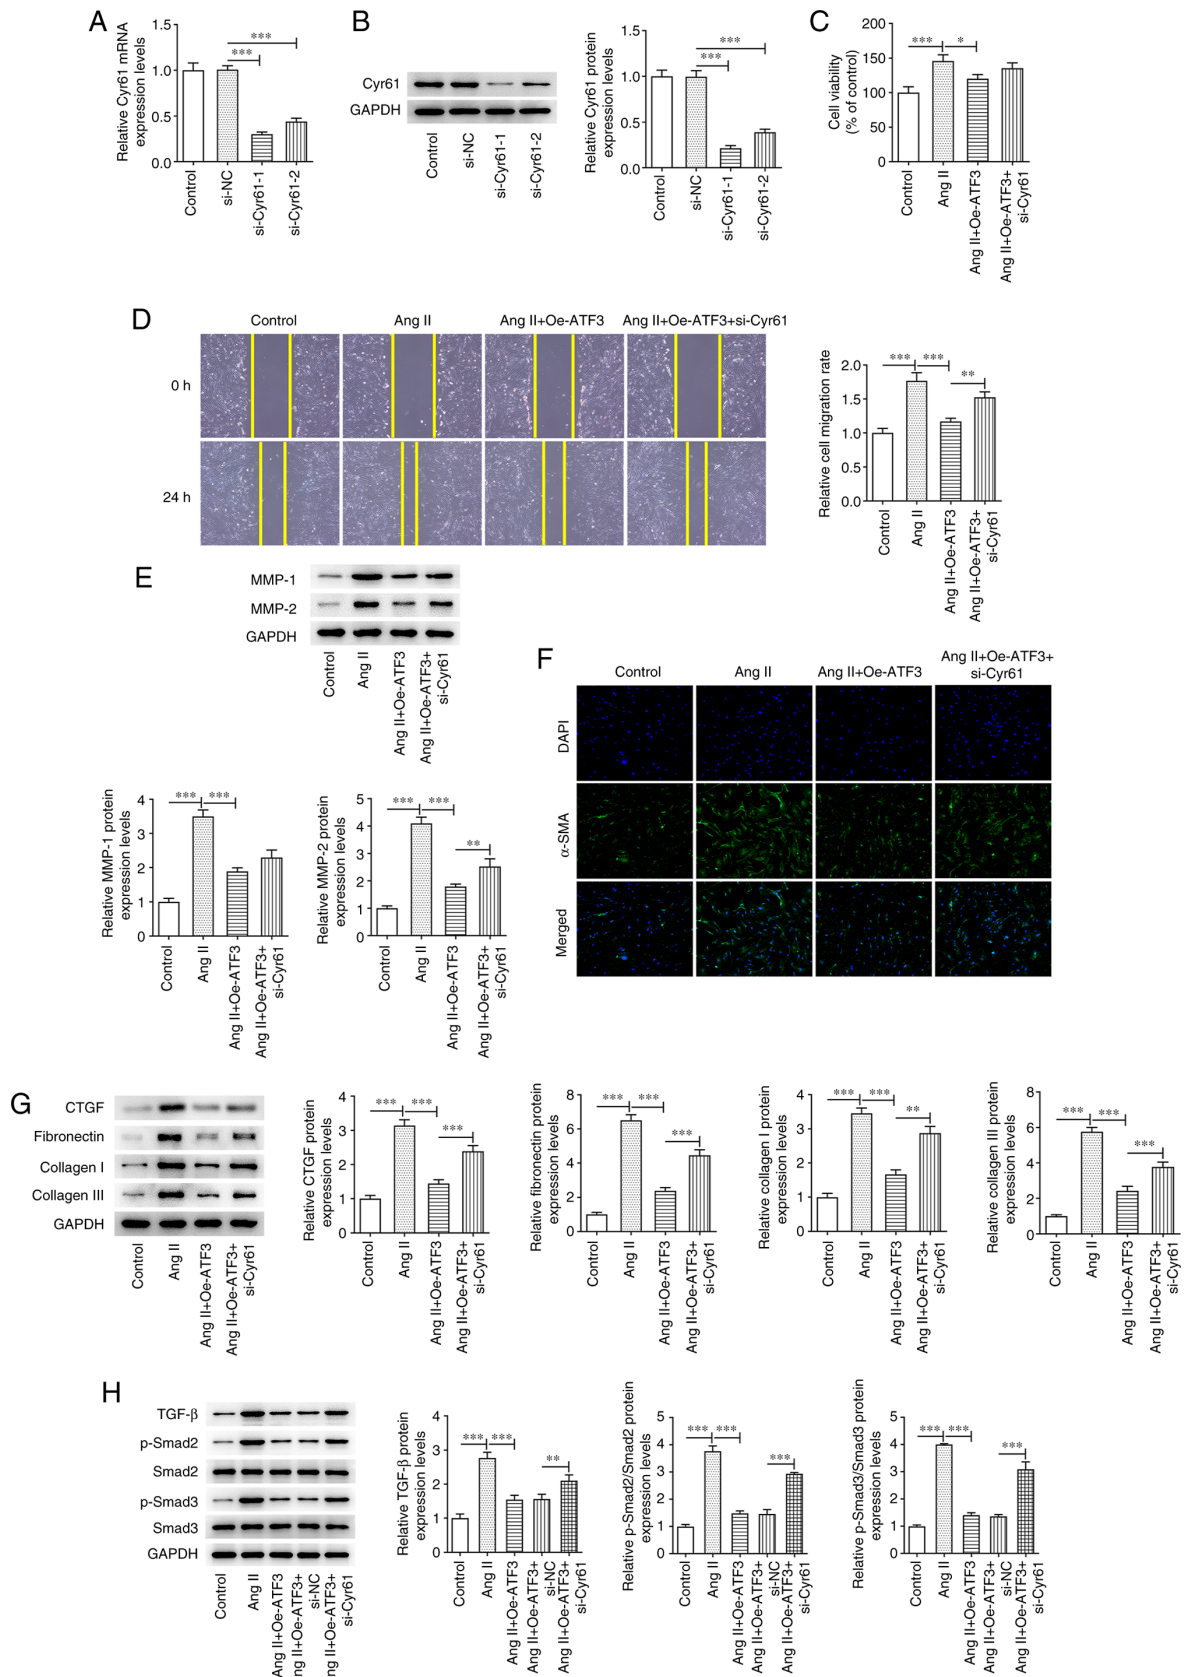 A
Relative Cyr61 mRNA
expression levels
1.5
1.0
0.5
0.0
***
***
Control
si-NC
si-Cyr61-1
si-Cyr61-2
B
Cyr61
GAPDH
Control
si-NC
si-Cyr61-1
si-Cyr61-2
Relative Cyr61 protein
expression levels
1.5
1.0
0.5
0.0
***
***
Control
si-NC
si-Cyr61-1
si-Cyr61-2
C
Cell viability
(% of control)
200
150
100
50
0
***
*
Control
Ang II
Ang II+Oe-ATF3
Ang II+Oe-ATF3+
si-Cyr61
D
Control
Ang II
Ang II+Oe-ATF3
Ang II+Oe-ATF3+si-Cyr61
0 h
24 h
Relative cell migration rate
2.0
1.5
1.0
0.5
0.0
***
***
**
Control
Ang II
Ang II+Oe-ATF3
Ang II+Oe-ATF3+
si-Cyr61
E
MMP-1
MMP-2
GAPDH
Control
Ang II
Ang II+Oe-ATF3
Ang II+Oe-ATF3+
si-Cyr61
Relative MMP-1 protein
expression levels
4
3
2
1
0
***
***
Control
Ang II
Ang II+Oe-ATF3
Ang II+Oe-ATF3+
si-Cyr61
Relative MMP-2 protein
expression levels
5
4
3
2
1
0
***
***
**
Control
Ang II
Ang II+Oe-ATF3
Ang II+Oe-ATF3+
si-Cyr61
F
Control
Ang II
Ang II+Oe-ATF3
Ang II+Oe-ATF3+
si-Cyr61
DAPI
α-SMA
Merged
G
CTGF
Fibronectin
Collagen I
Collagen III
GAPDH
Control
Ang II
Ang II+Oe-ATF3
Ang II+Oe-ATF3+
si-Cyr61
Relative CTGF protein
expression levels
4
3
2
1
0
***
***
***
Control
Ang II
Ang II+Oe-ATF3
Ang II+Oe-ATF3+
si-Cyr61
Relative fibronectin protein
expression levels
8
6
4
2
0
***
***
***
Control
Ang II
Ang II+Oe-ATF3
Ang II+Oe-ATF3+
si-Cyr61
Relative collagen I protein
expression levels
4
3
2
1
0
***
***
**
Control
Ang II
Ang II+Oe-ATF3
Ang II+Oe-ATF3+
si-Cyr61
Relative collagen III protein
expression levels
8
6
4
2
0
***
***
***
Control
Ang II
Ang II+Oe-ATF3
Ang II+Oe-ATF3+
si-Cyr61
H
TGF-β
p-Smad2
Smad2
p-Smad3
Smad3
GAPDH
Control
Ang II
Ang II+Oe-ATF3
ng II+Oe-ATF3+
si-NC
ng II+Oe-ATF3+
si-Cyr61
Relative TGF-β protein
expression levels
4
3
2
1
0
***
***
**
Control
Ang II
Ang II+Oe-ATF3
Ang II+Oe-ATF3+
si-NC
Ang II+Oe-ATF3+
si-Cyr61
Relative p-Smad2/Smad2 protein
expression levels
5
4
3
2
1
0
***
***
***
Control
Ang II
Ang II+Oe-ATF3
Ang II+Oe-ATF3+
si-NC
Ang II+Oe-ATF3+
si-Cyr61
Relative p-Smad3/Smad3 protein
expression levels
5
4
3
2
1
0
***
***
***
Control
Ang II
Ang II+Oe-ATF3
Ang II+Oe-ATF3+
si-NC
Ang II+Oe-ATF3+
si-Cyr61